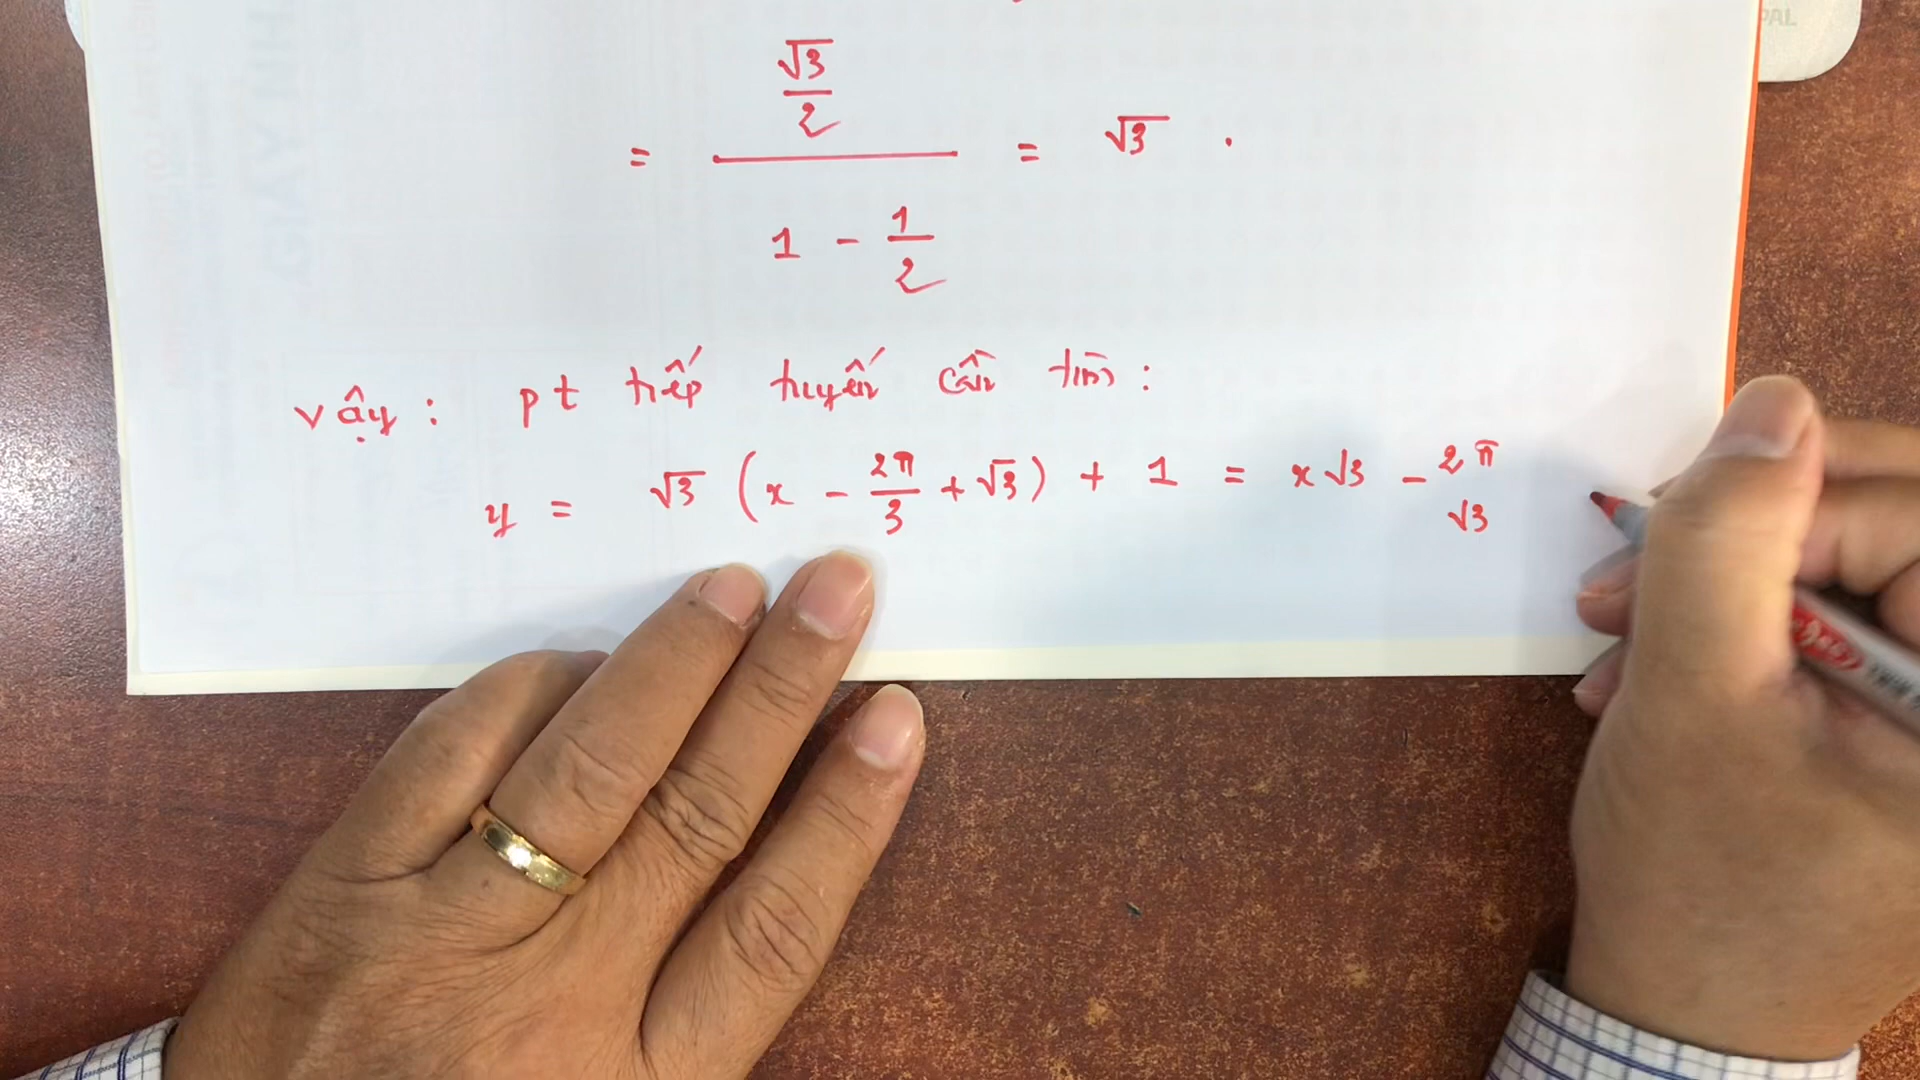 = (√3/2)/(1 - 1/2) = √3 .
Vậy : pt tiếp tuyến cần tìm :
y = √3 (x - 2π/3 + √3) + 1 = x√3 - 2π √3
PAL